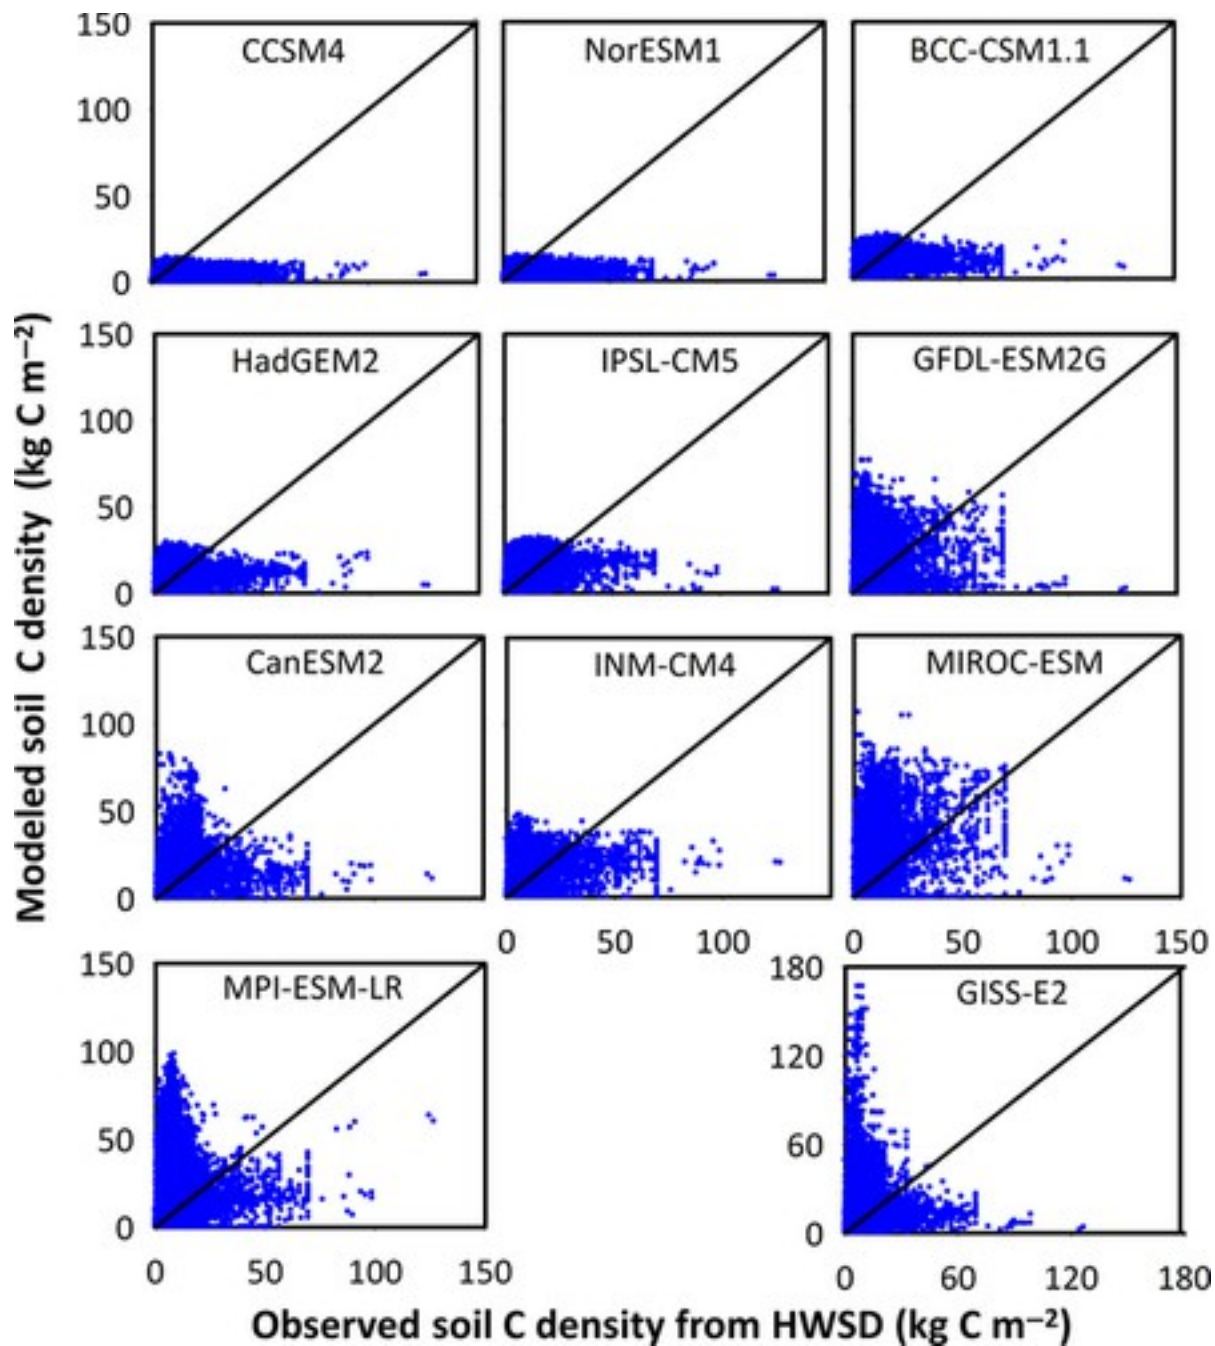 150
CCSM4
NorESM1
BCC-CSM1.1
100
50
0
150
HadGEM2
IPSL-CM5
GFDL-ESM2G
100
50
0
150
CanESM2
INM-CM4
MIROC-ESM
100
50
0
0 50 100
0 50 100 150
150
MPI-ESM-LR
100
50
0
0 50 100 150
180
GISS-E2
120
60
0
0 60 120 180
Modeled soil C density (kg C m⁻²)
Observed soil C density from HWSD (kg C m⁻²)